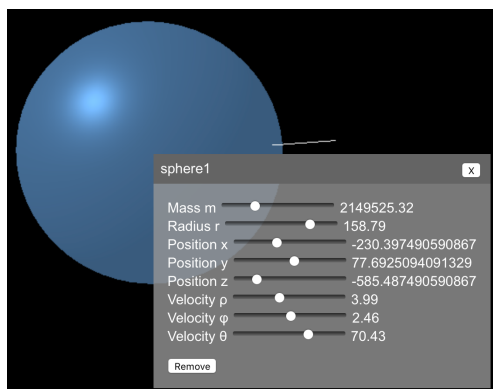 sphere1
X
Mass m 2149525.32
Radius r 158.79
Position x -230.397490590867
Position y 77.6925094091329
Position z -585.487490590867
Velocity ρ 3.99
Velocity φ 2.46
Velocity θ 70.43
Remove